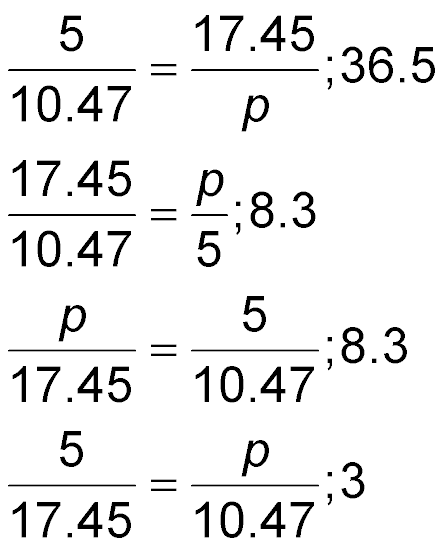 5/10.47 = 17.45/p ;36.5
17.45/10.47 = p/5 ;8.3
p/17.45 = 5/10.47 ;8.3
5/17.45 = p/10.47 ;3